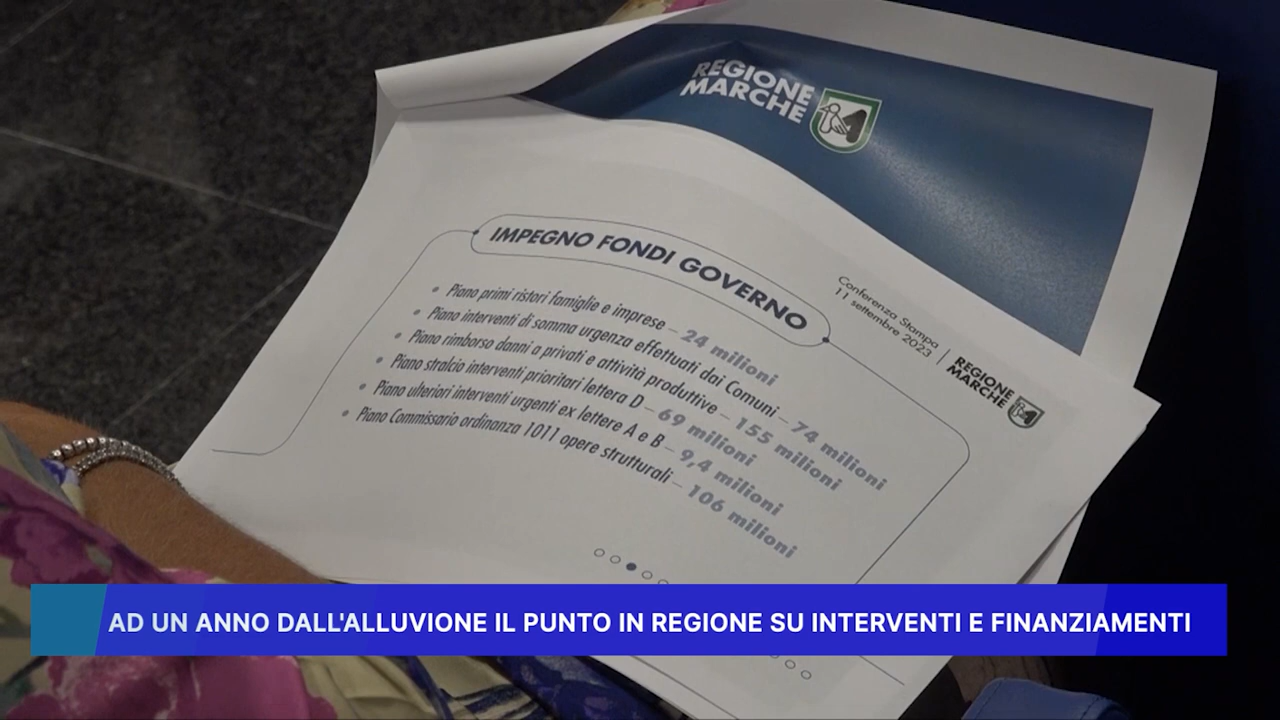 REGIONE
MARCHE
IMPEGNO FONDI GOVERNO
Conferenza Stampa
11 settembre 2023
REGIONE
MARCHE
• Piano primi ristori famiglie e imprese – 24 milioni
• Piano interventi di somma urgenza effettuati dai Comuni – 74 milioni
• Piano rimborso danni a privati e attività produttive – 155 milioni
• Piano stralcio interventi prioritari lettera D – 69 milioni
• Piano ulteriori interventi urgenti ex lettere A e B – 9,4 milioni
• Piano Commissario ordinanza 1011 opere strutturali – 106 milioni
AD UN ANNO DALL'ALLUVIONE IL PUNTO IN REGIONE SU INTERVENTI E FINANZIAMENTI